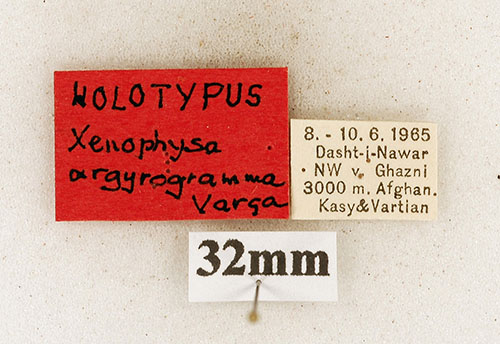 HOLOTYPUS
Xenophysa
argyrogramma
Varga
8. - 10. 6. 1965
Dasht-i-Nawar
NW v. Ghazni
3000 m. Afghan.
Kasy&Vartian
32mm